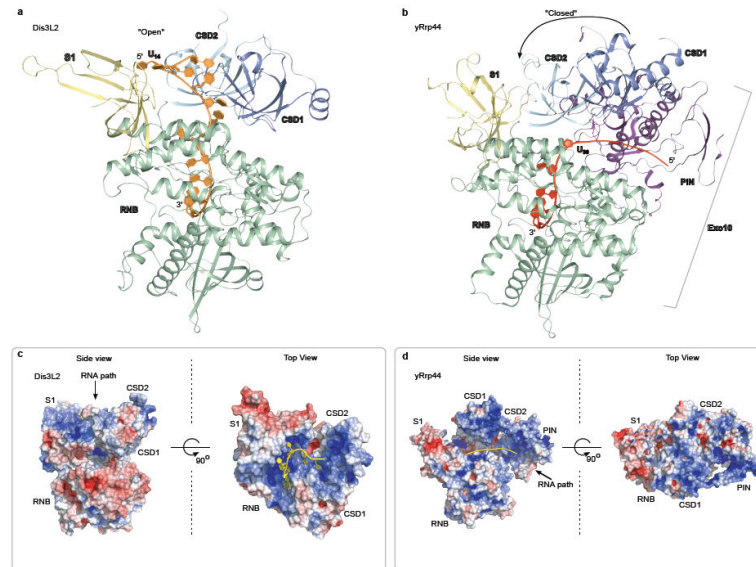 a
Dis3L2
"Open"
CSD2
S1
5'
U₁₄
CSD1
RNB
3'
b
yRrp44
"Closed"
CSD2
CSD1
S1
5'
PIN
RNB
3'
Exo10
c
Side view
Top View
Dis3L2
RNA path
S1
CSD2
CSD2
S1
CSD1
90°
RNB
RNB
CSD1
d
Side view
Top View
yRrp44
CSD1
CSD2
CSD2
S1
PIN
S1
90°
RNA path
RNB
RNB
CSD1
PIN